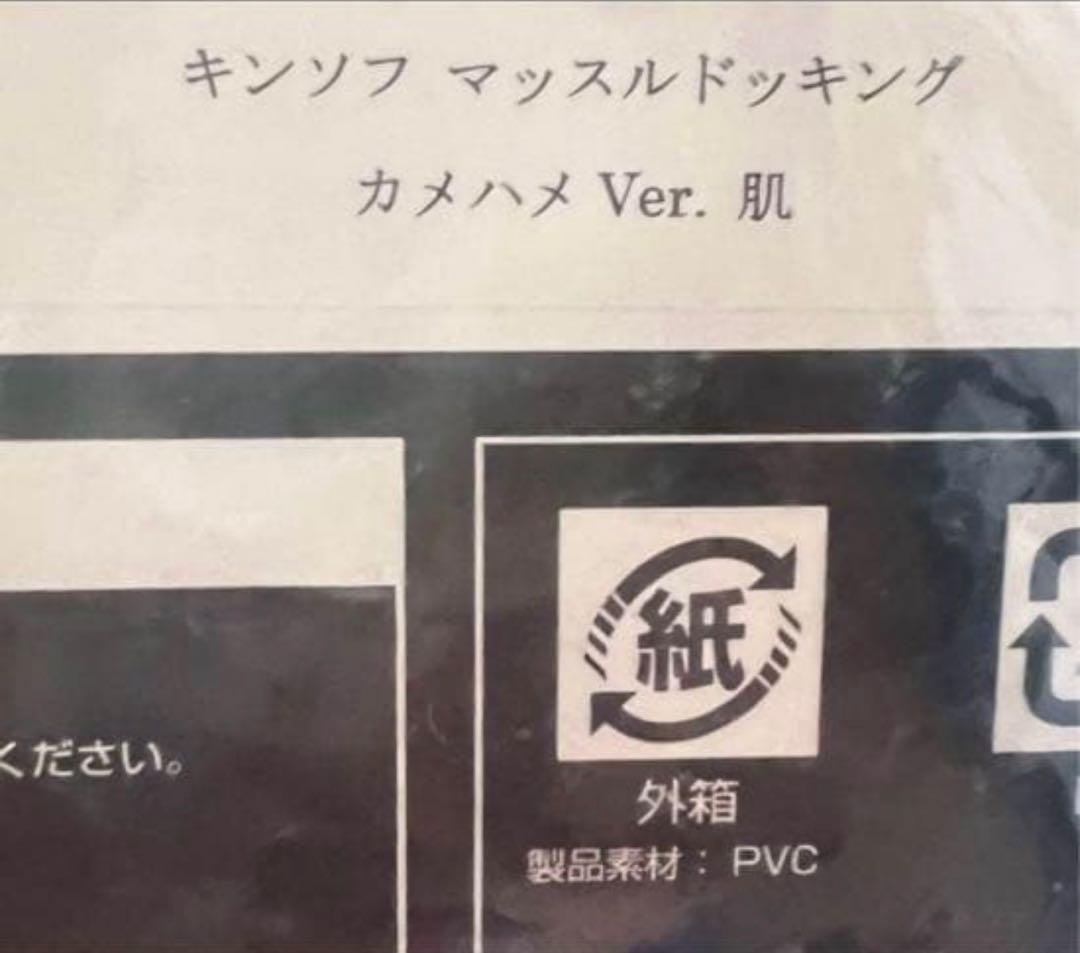 キンソフ マッスルドッキング
カメハメ Ver. 肌
紙
ください。
外箱
製品素材： PVC